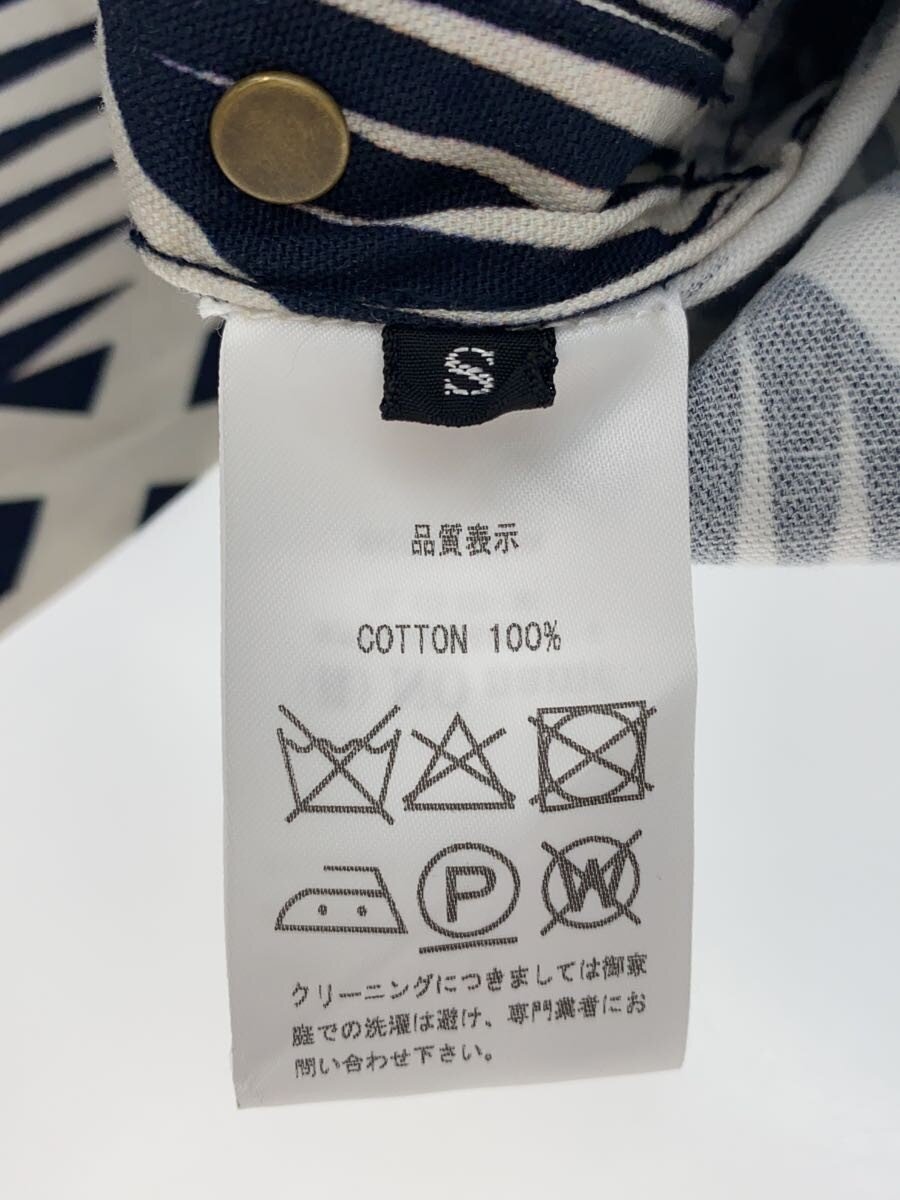 S
品質表示
COTTON 100%
P
W
クリーニングにつきましては御家
庭での洗濯は避け、専門業者にお
問い合わせ下さい。